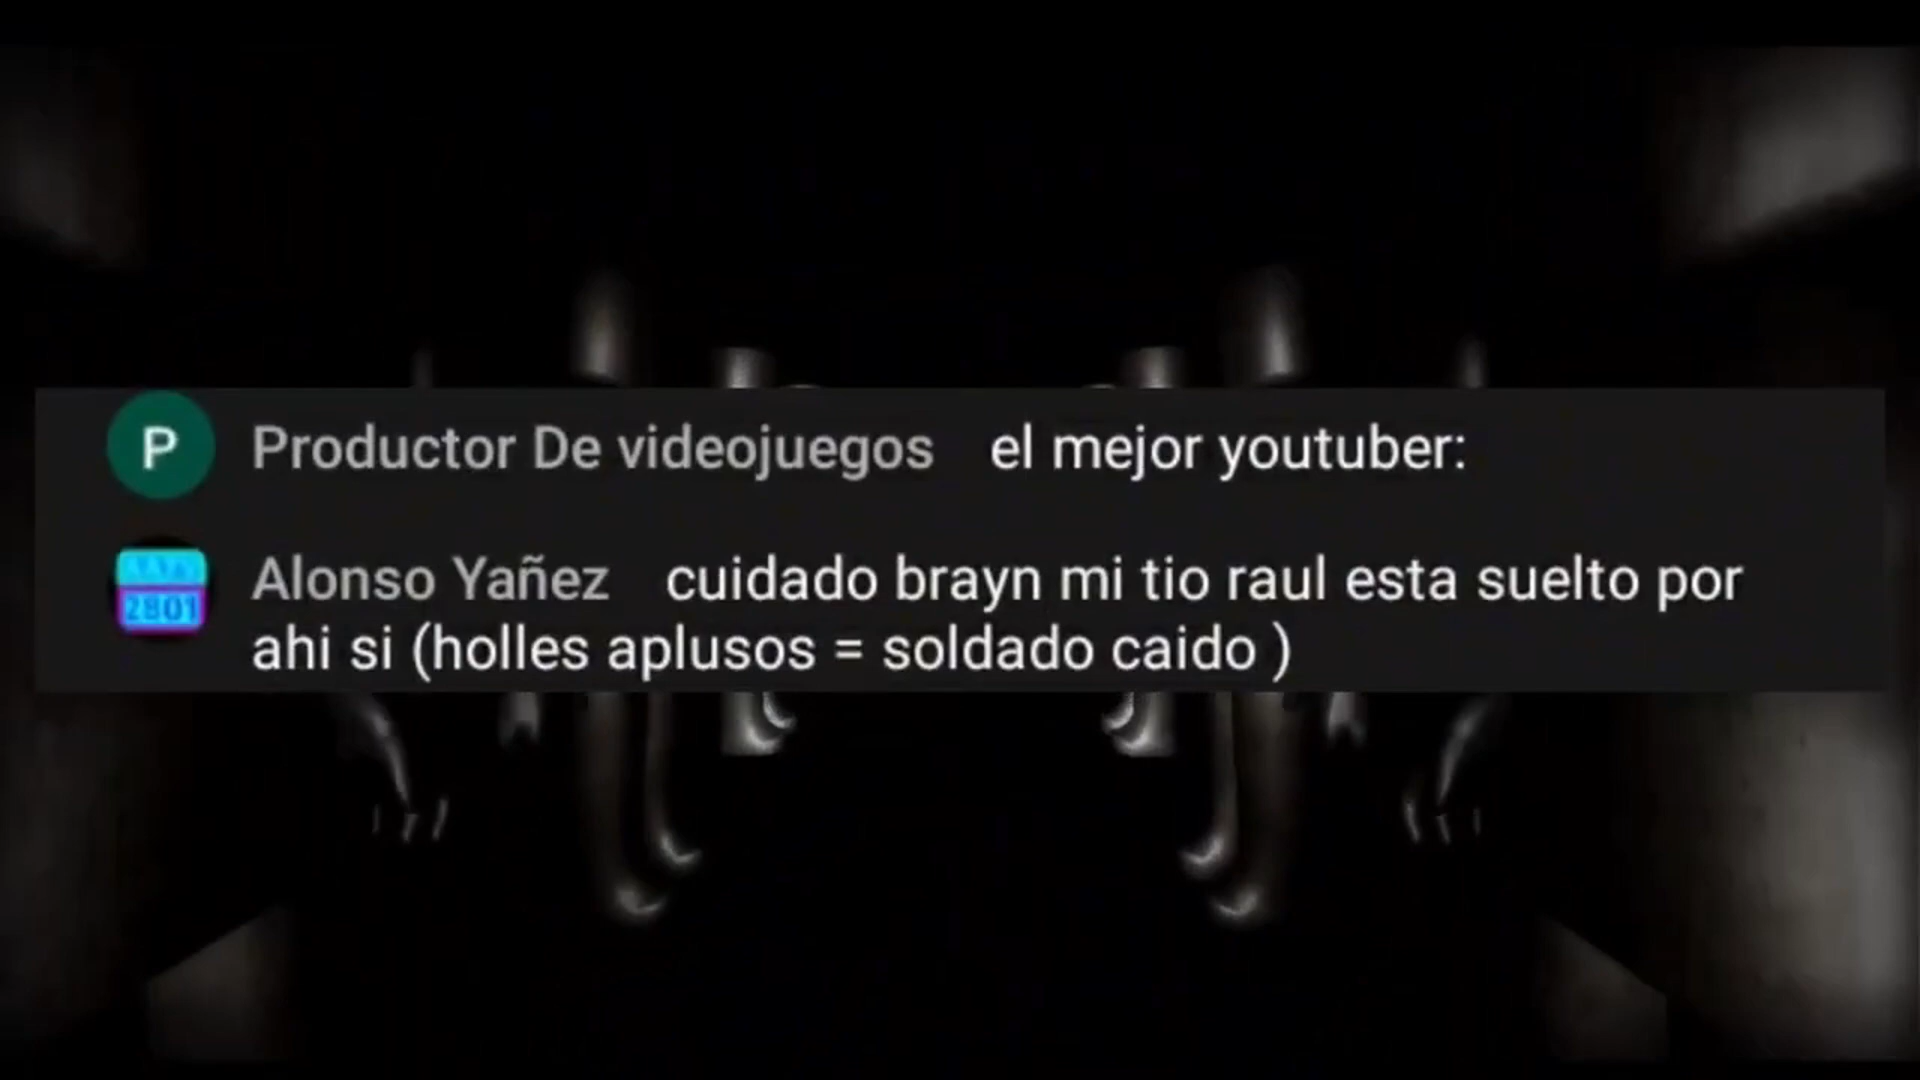 P Productor De videojuegos el mejor youtuber:
2801 Alonso Yañez cuidado brayn mi tio raul esta suelto por
ahi si (holles aplusos = soldado caido )